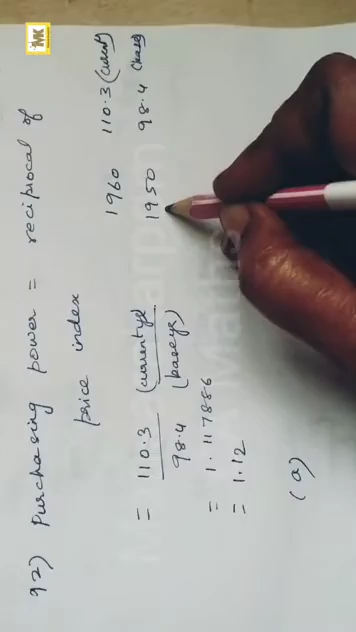 MK
92) Purchasing power = reciprocal of
price index
1960 110.3 (current)
1950 98.4 (base)
= 110.3 (current yr)
98.4 (base yr)
= 1.117886
= 1.12
(a)